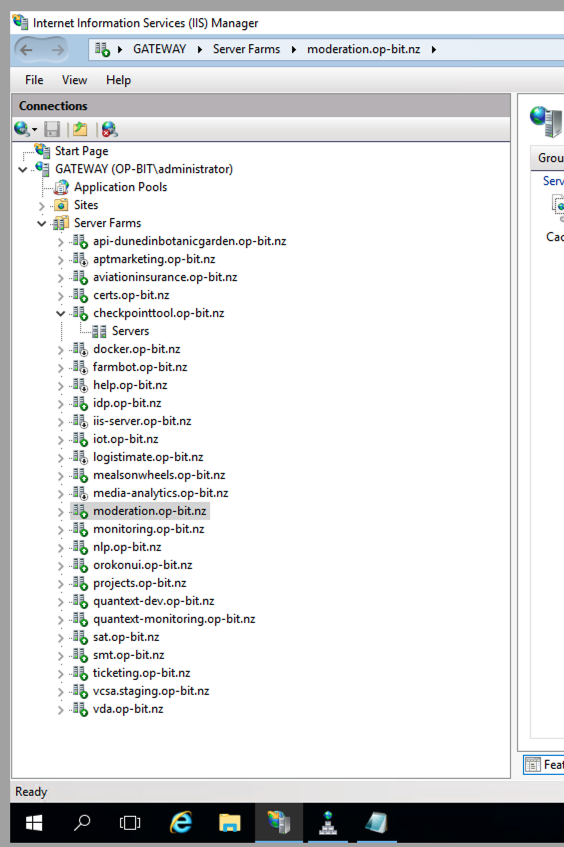 Internet Information Services (IIS) Manager
GATEWAY Server Farms moderation.op-bit.nz
File View Help
Connections
Start Page
GATEWAY (OP-BIT\administrator)
Application Pools
Sites
Server Farms
api-dunedinbotanicgarden.op-bit.nz
aptmarketing.op-bit.nz
aviationinsurance.op-bit.nz
certs.op-bit.nz
checkpointtool.op-bit.nz
Servers
docker.op-bit.nz
farmbot.op-bit.nz
help.op-bit.nz
idp.op-bit.nz
iis-server.op-bit.nz
iot.op-bit.nz
logistimate.op-bit.nz
mealsonwheels.op-bit.nz
media-analytics.op-bit.nz
moderation.op-bit.nz
monitoring.op-bit.nz
nlp.op-bit.nz
orokonui.op-bit.nz
projects.op-bit.nz
quantext-dev.op-bit.nz
quantext-monitoring.op-bit.nz
sat.op-bit.nz
smt.op-bit.nz
ticketing.op-bit.nz
vcsa.staging.op-bit.nz
vda.op-bit.nz
Grou
Serv
Cac
Feat
Ready